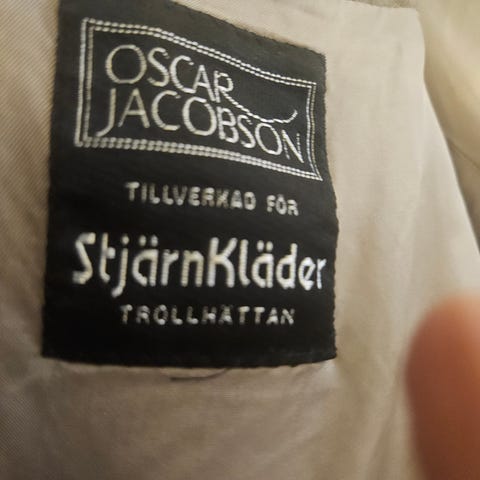 OSCAR
JACOBSON
TILLVERKAD FÖR
StjärnKläder
TROLLHÄTTAN